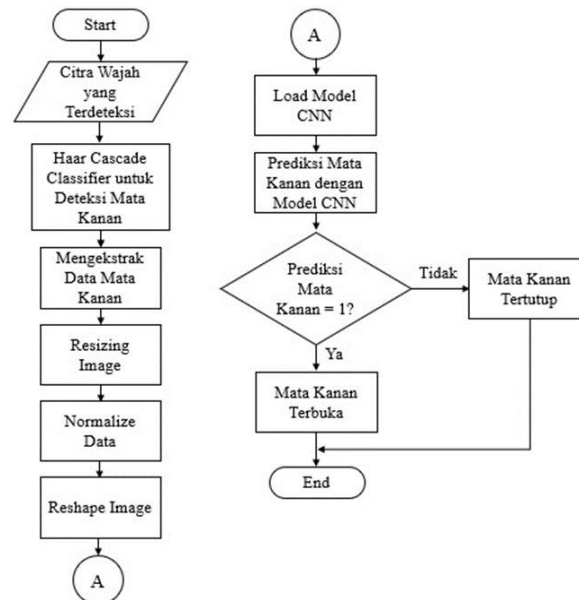 Start
Citra Wajah
yang
Terdeteksi
Haar Cascade
Classifier untuk
Deteksi Mata
Kanan
Mengekstrak
Data Mata
Kanan
Resizing
Image
Normalize
Data
Reshape Image
A
A
Load Model
CNN
Prediksi Mata
Kanan dengan
Model CNN
Prediksi
Mata
Kanan = 1?
Tidak
Mata Kanan
Tertutup
Ya
Mata Kanan
Terbuka
End